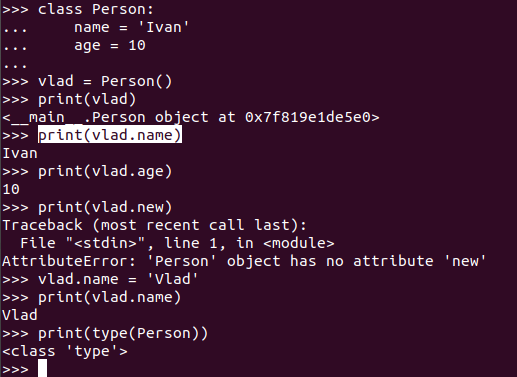 >>> class Person:
...     name = 'Ivan'
...     age = 10
...
>>> vlad = Person()
>>> print(vlad)
<__main__.Person object at 0x7f819e1de5e0>
>>> print(vlad.name)
Ivan
>>> print(vlad.age)
10
>>> print(vlad.new)
Traceback (most recent call last):
  File "<stdin>", line 1, in <module>
AttributeError: 'Person' object has no attribute 'new'
>>> vlad.name = 'Vlad'
>>> print(vlad.name)
Vlad
>>> print(type(Person))
<class 'type'>
>>>